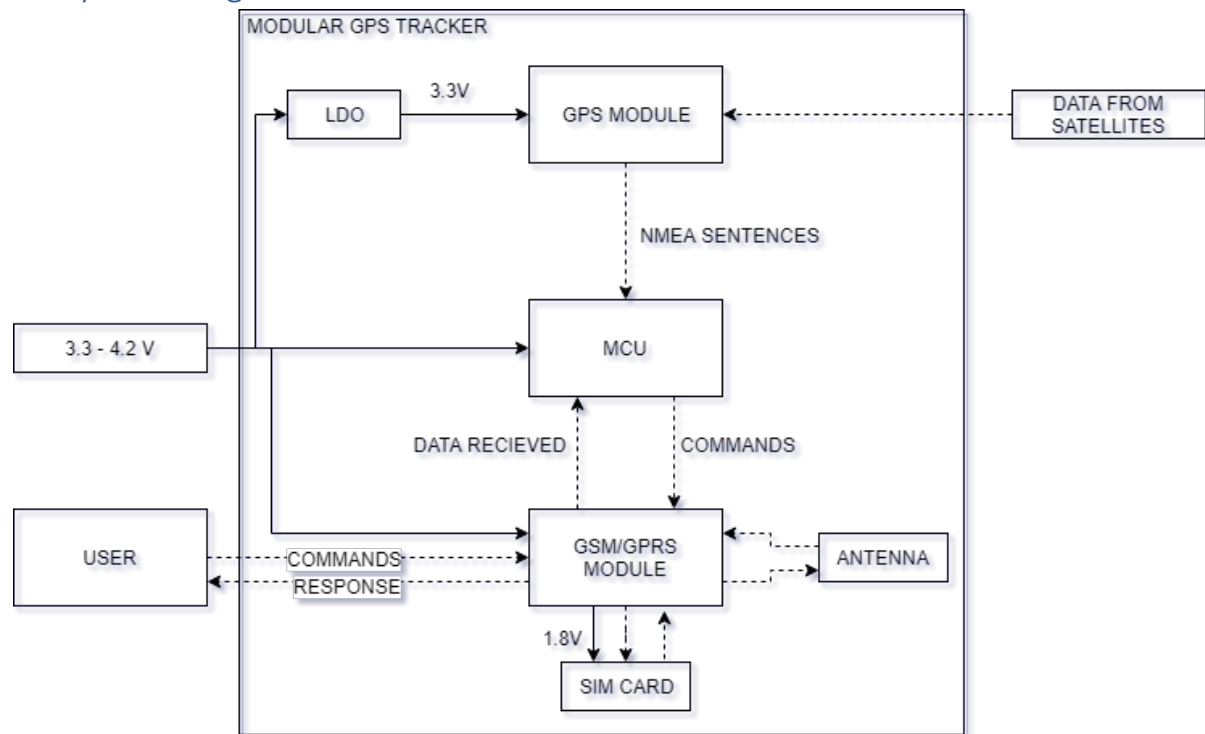 MODULAR GPS TRACKER
LDO
3.3V
GPS MODULE
DATA FROM
SATELLITES
NMEA SENTENCES
3.3 - 4.2 V
MCU
DATA RECIEVED
COMMANDS
USER
COMMANDS
RESPONSE
GSM/GPRS
MODULE
ANTENNA
1.8V
SIM CARD